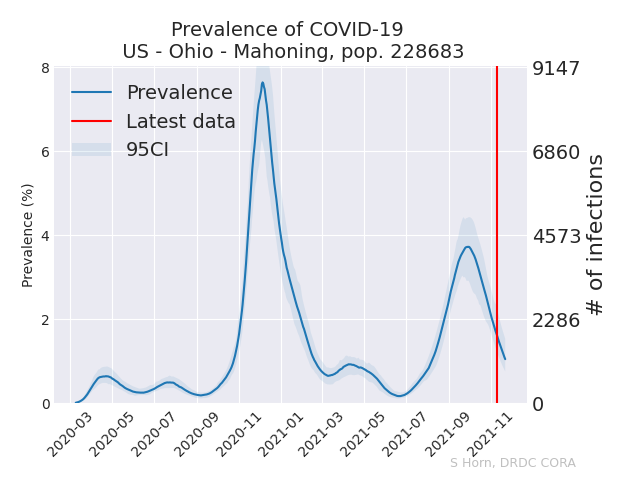 Prevalence of COVID-19
US - Ohio - Mahoning, pop. 228683
Prevalence
Latest data
95CI
Prevalence (%)
8
6
4
2
0
9147
6860
4573
2286
0
# of infections
2020-03
2020-05
2020-07
2020-09
2020-11
2021-01
2021-03
2021-05
2021-07
2021-09
2021-11
S Horn, DRDC CORA